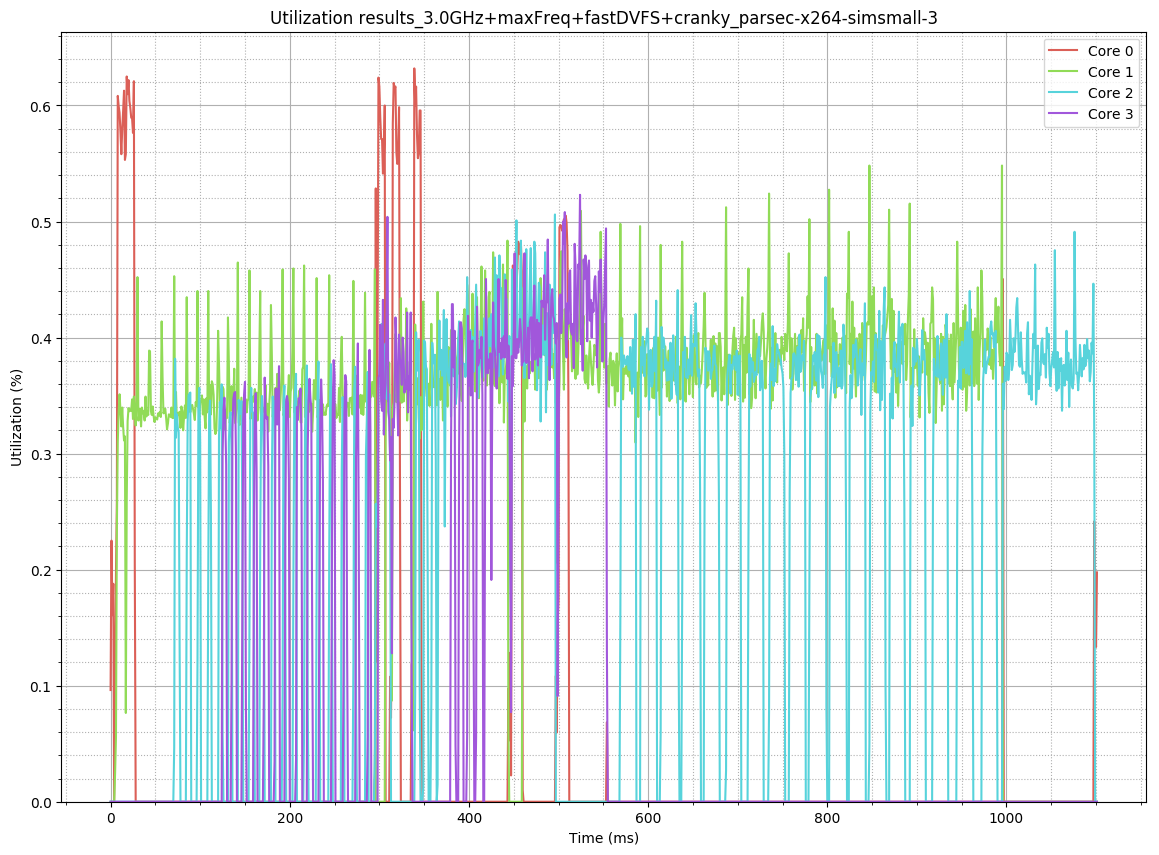 Utilization results_3.0GHz+maxFreq+fastDVFS+cranky_parsec-x264-simsmall-3
Core 0
Core 1
Core 2
Core 3
Utilization (%)
0.6
0.5
0.4
0.3
0.2
0.1
0.0
0 200 400 600 800 1000
Time (ms)